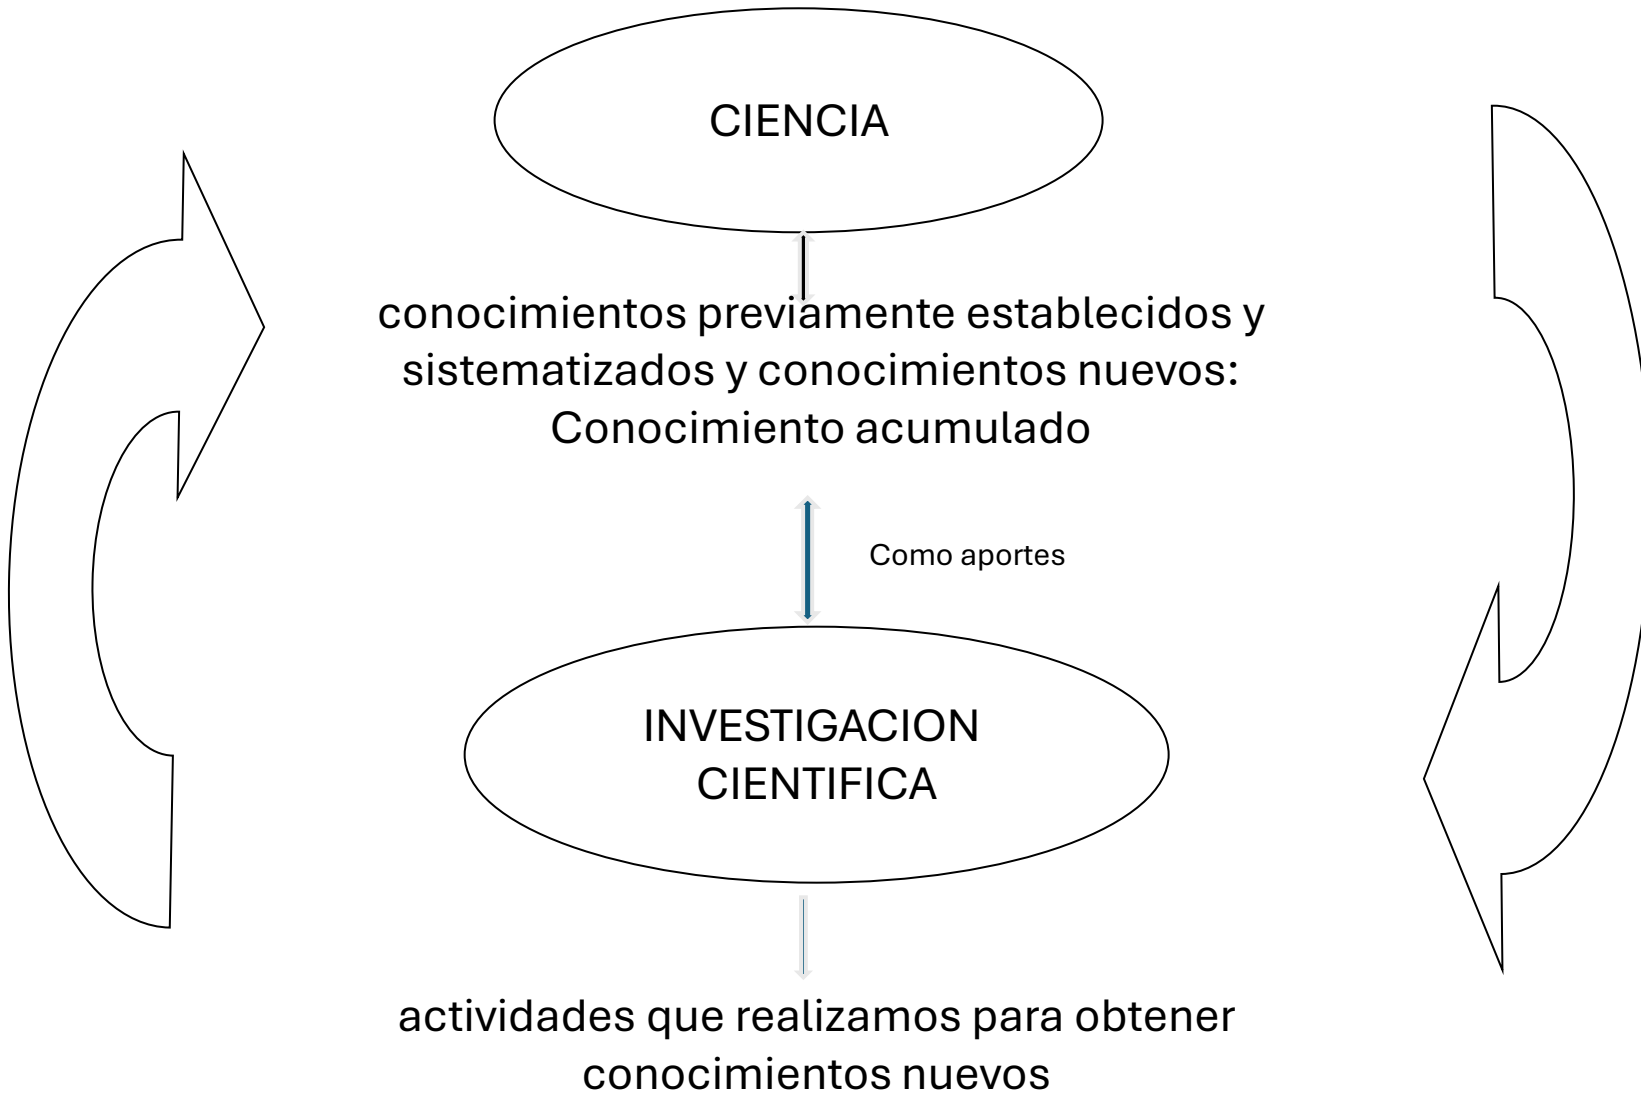 CIENCIA
conocimientos previamente establecidos y
sistematizados y conocimientos nuevos:
Conocimiento acumulado
Como aportes
INVESTIGACION
CIENTIFICA
actividades que realizamos para obtener
conocimientos nuevos